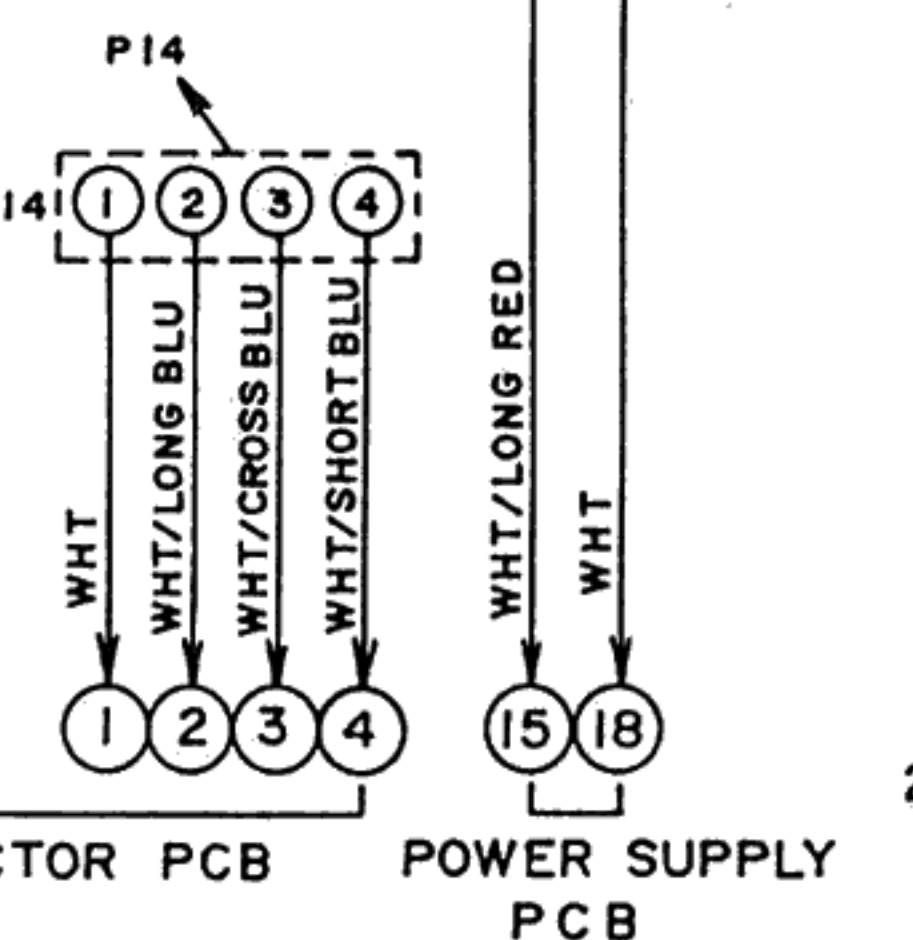 P14
14 1 2 3 4
WHT
WHT/LONG BLU
WHT/CROSS BLU
WHT/SHORT BLU
WHT/LONG RED
WHT
1 2 3 4 15 18
CTOR PCB
POWER SUPPLY
PCB